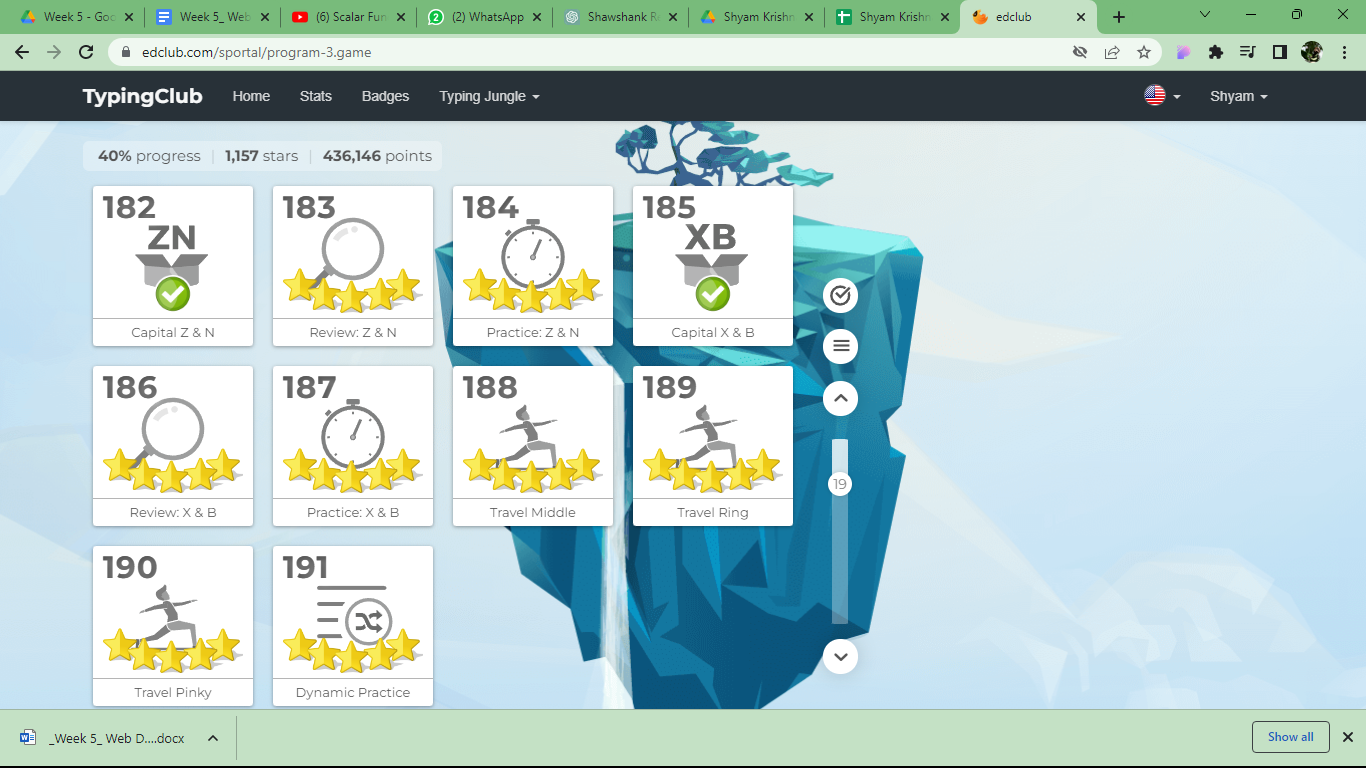 Week 5 - Goo
Week 5_ Web
(6) Scalar Fun
(2) WhatsApp
Shawshank R
Shyam Krishn
Shyam Krishn
edclub
edclub.com/sportal/program-3.game
TypingClub Home Stats Badges Typing Jungle Shyam
40% progress | 1,157 stars | 436,146 points
182 183 184 185
ZN XB
Capital Z & N Review: Z & N Practice: Z & N Capital X & B
186 187 188 189
Review: X & B Practice: X & B Travel Middle Travel Ring
19
190 191
Travel Pinky Dynamic Practice
_Week 5_ Web D....docx
Show all